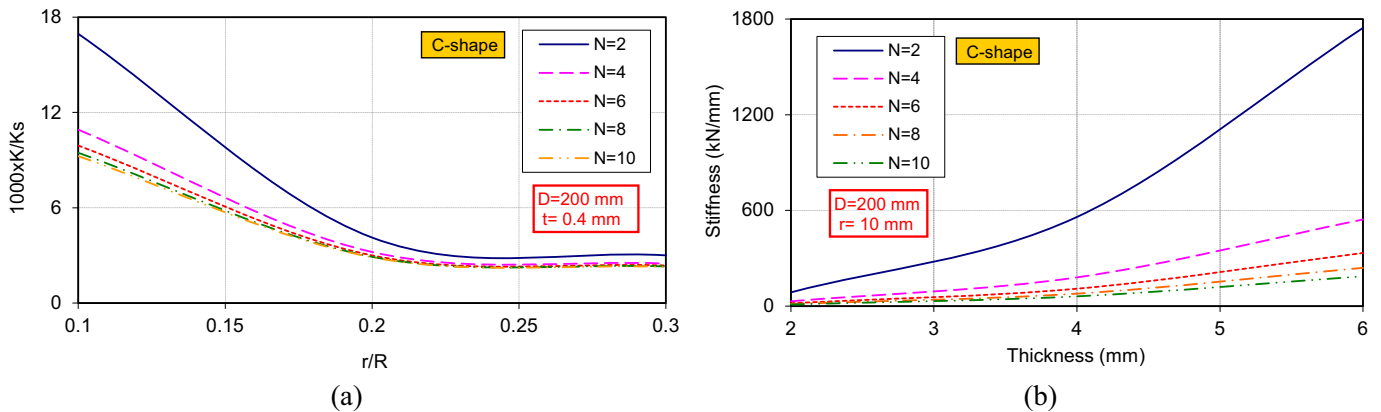 18
12
6
0
0.1
0.15
0.2
0.25
0.3
1000xK/Ks
r/R
C-shape
N=2
N=4
N=6
N=8
N=10
D=200 mm
t= 0.4 mm
(a)
1800
1200
600
0
2
3
4
5
6
Stiffness (kN/mm)
Thickness (mm)
N=2
N=4
N=6
N=8
N=10
C-shape
D=200 mm
r= 10 mm
(b)